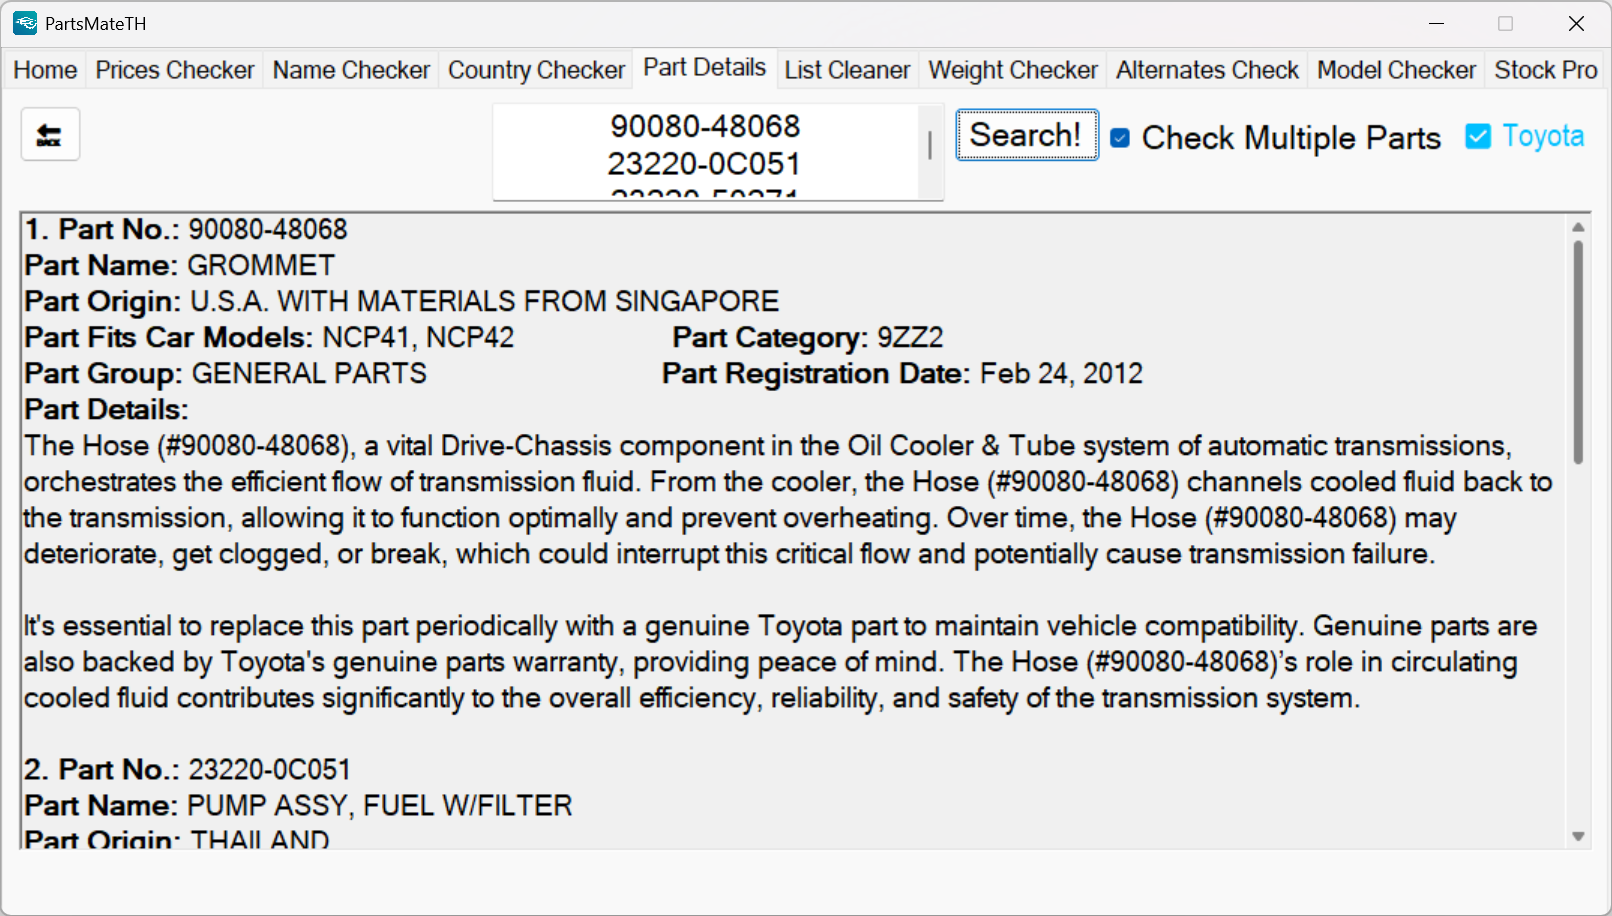 PartsMateTH
Home Prices Checker Name Checker Country Checker Part Details List Cleaner Weight Checker Alternates Check Model Checker Stock Pro
BACK
90080-48068
23220-0C051
Search!
Check Multiple Parts
Toyota
1. Part No.: 90080-48068
Part Name: GROMMET
Part Origin: U.S.A. WITH MATERIALS FROM SINGAPORE
Part Fits Car Models: NCP41, NCP42 Part Category: 9ZZ2
Part Group: GENERAL PARTS Part Registration Date: Feb 24, 2012
Part Details:
The Hose (#90080-48068), a vital Drive-Chassis component in the Oil Cooler & Tube system of automatic transmissions,
orchestrates the efficient flow of transmission fluid. From the cooler, the Hose (#90080-48068) channels cooled fluid back to
the transmission, allowing it to function optimally and prevent overheating. Over time, the Hose (#90080-48068) may
deteriorate, get clogged, or break, which could interrupt this critical flow and potentially cause transmission failure.
It's essential to replace this part periodically with a genuine Toyota part to maintain vehicle compatibility. Genuine parts are
also backed by Toyota's genuine parts warranty, providing peace of mind. The Hose (#90080-48068)’s role in circulating
cooled fluid contributes significantly to the overall efficiency, reliability, and safety of the transmission system.
2. Part No.: 23220-0C051
Part Name: PUMP ASSY, FUEL W/FILTER
Part Origin: THAILAND